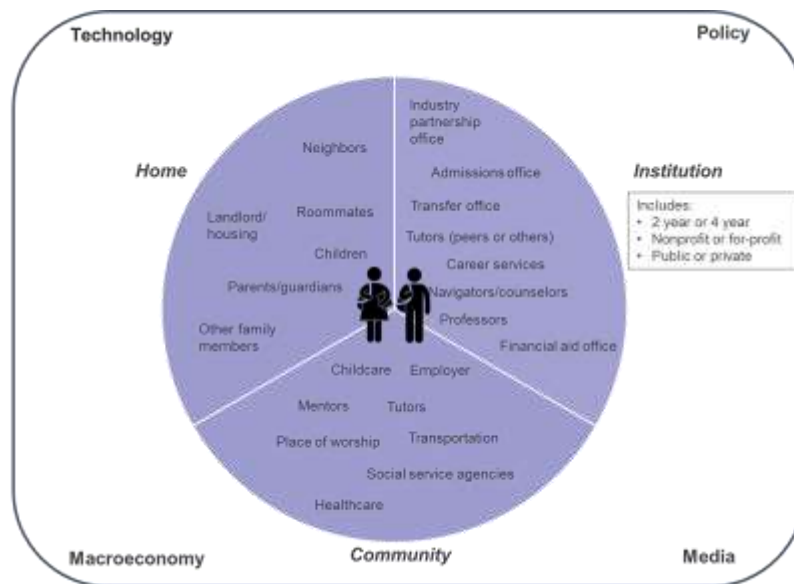 Technology
Policy
Home
Neighbors
Landlord/
housing
Roommates
Children
Parents/guardians
Other family
members
Industry
partnership
office
Admissions office
Transfer office
Tutors (peers or others)
Career services
Navigators/counselors
Professors
Financial aid office
Institution
Includes:
• 2 year or 4 year
• Nonprofit or for-profit
• Public or private
Childcare
Employer
Mentors
Tutors
Place of worship
Transportation
Social service agencies
Healthcare
Macroeconomy
Community
Media